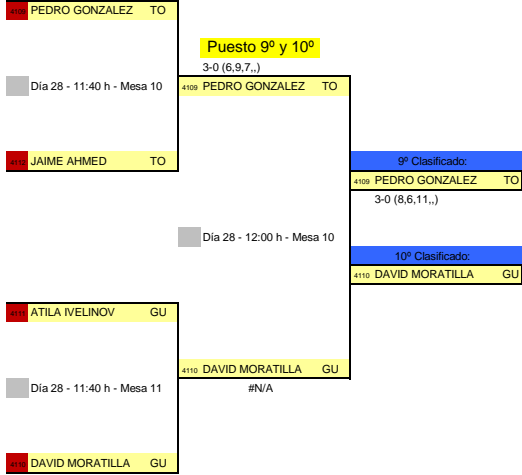 4109 PEDRO GONZALEZ TO
Puesto 9º y 10º
3-0 (6,9,7,,)
Día 28 - 11:40 h - Mesa 10
4109 PEDRO GONZALEZ TO
4112 JAIME AHMED TO
9º Clasificado:
4109 PEDRO GONZALEZ TO
3-0 (8,6,11,,)
Día 28 - 12:00 h - Mesa 10
10º Clasificado:
4110 DAVID MORATILLA GU
4111 ATILA IVELINOV GU
4110 DAVID MORATILLA GU
Día 28 - 11:40 h - Mesa 11
#N/A
4110 DAVID MORATILLA GU